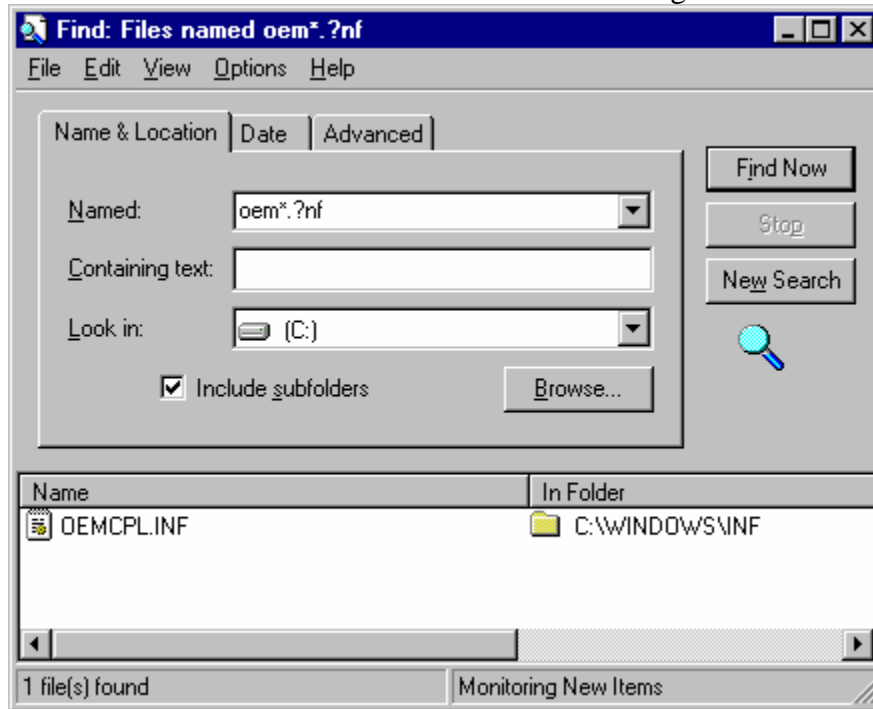 Find: Files named oem*.?nf
File Edit View Options Help
Name & Location Date Advanced
Find Now
Named: oem*.?nf
Stop
Containing text:
New Search
Look in: (C:)
Include subfolders Browse...
Name In Folder
OEMCPL.INF C:\WINDOWS\INF
1 file(s) found Monitoring New Items